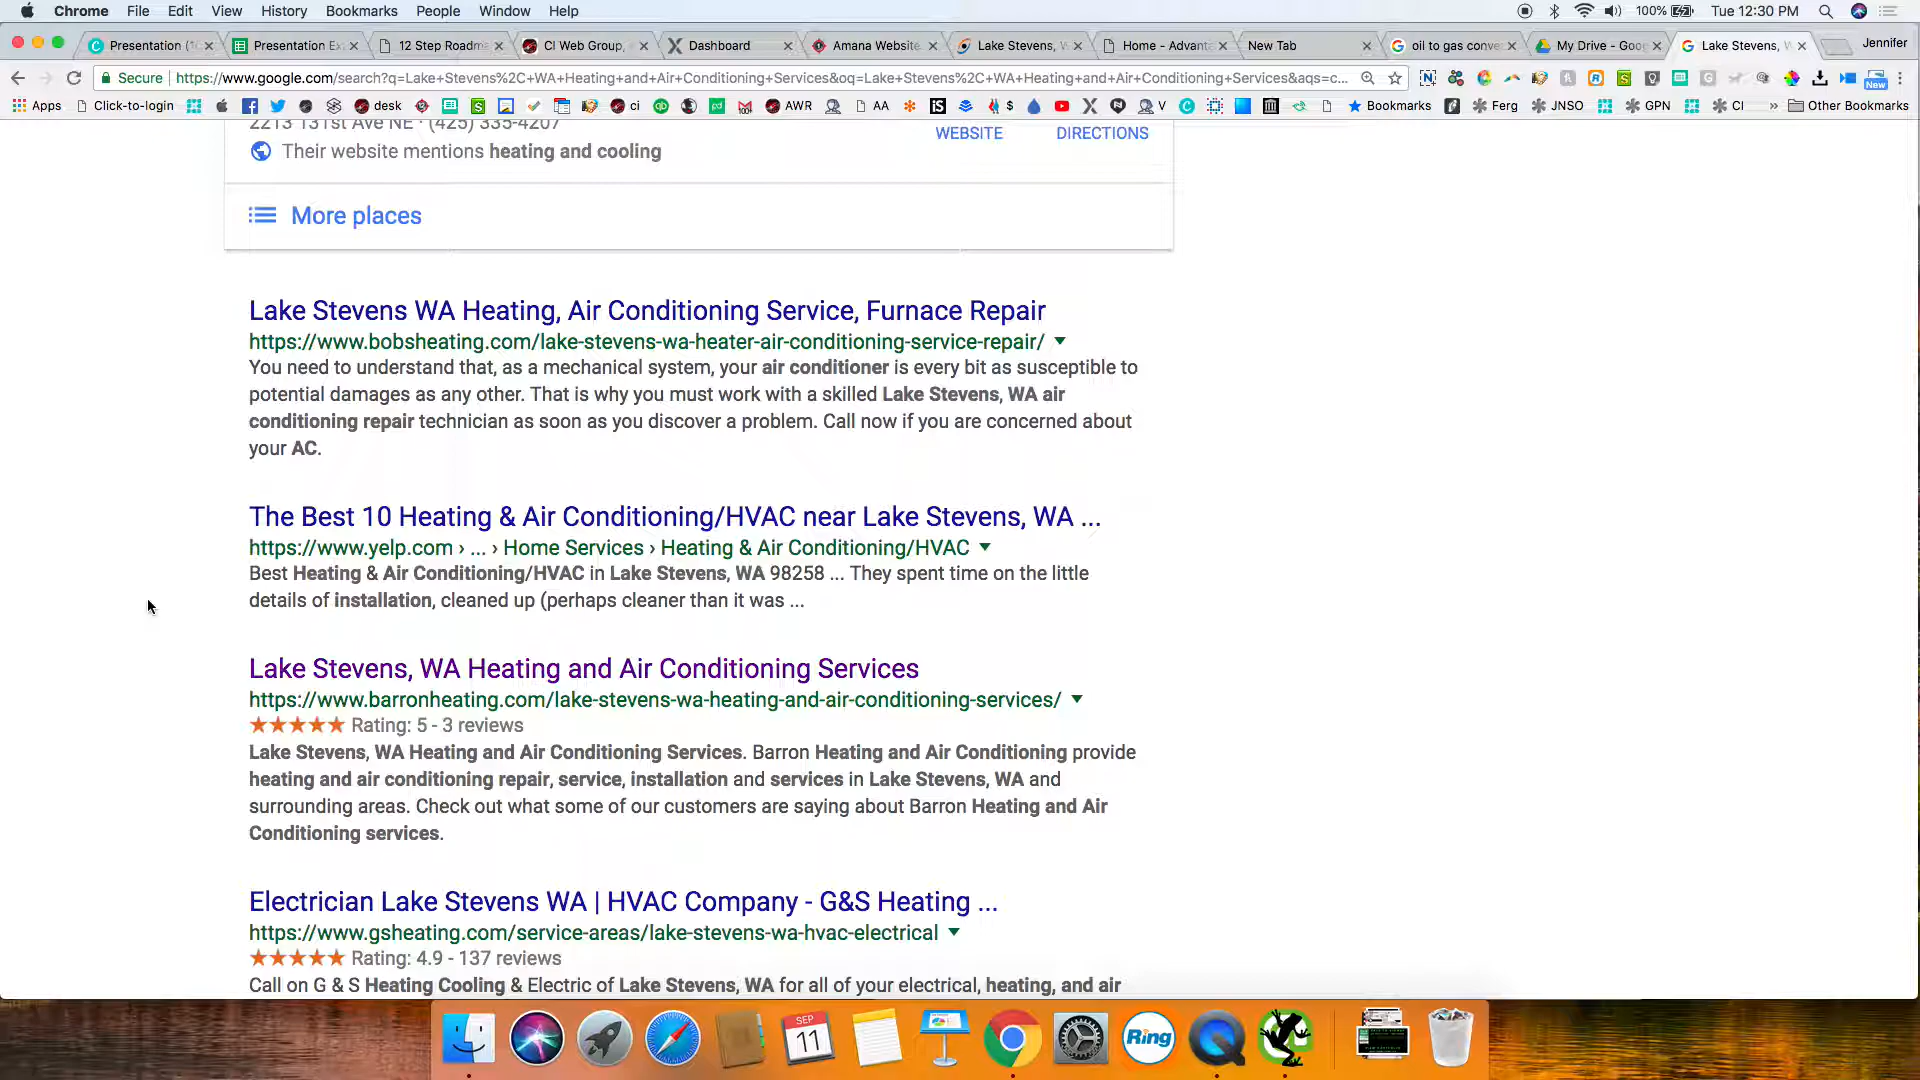 Chrome File Edit View History Bookmarks People Window Help 100% Tue 12:30 PM
Presentation (1 Presentation Ex 12 Step Roadm CI Web Group, Dashboard Amana Website Lake Stevens, W Home - Advant New Tab oil to gas conve My Drive - Goog Lake Stevens, W Jennifer
Secure https://www.google.com/search?q=Lake+Stevens%2C+WA+Heating+and+Air+Conditioning+Services&oq=Lake+Stevens%2C+WA+Heating+and+Air+Conditioning+Services&aqs=c... New
Apps Click-to-login desk ci AWR AA $ V Bookmarks Ferg JNSO GPN CI » Other Bookmarks
2213 131st Ave NE · (425) 335-4207
WEBSITE DIRECTIONS
Their website mentions heating and cooling
More places
Lake Stevens WA Heating, Air Conditioning Service, Furnace Repair
https://www.bobsheating.com/lake-stevens-wa-heater-air-conditioning-service-repair/
You need to understand that, as a mechanical system, your air conditioner is every bit as susceptible to
potential damages as any other. That is why you must work with a skilled Lake Stevens, WA air
conditioning repair technician as soon as you discover a problem. Call now if you are concerned about
your AC.
The Best 10 Heating & Air Conditioning/HVAC near Lake Stevens, WA ...
https://www.yelp.com › ... › Home Services › Heating & Air Conditioning/HVAC
Best Heating & Air Conditioning/HVAC in Lake Stevens, WA 98258 ... They spent time on the little
details of installation, cleaned up (perhaps cleaner than it was ...
Lake Stevens, WA Heating and Air Conditioning Services
https://www.barronheating.com/lake-stevens-wa-heating-and-air-conditioning-services/
Rating: 5 - 3 reviews
Lake Stevens, WA Heating and Air Conditioning Services. Barron Heating and Air Conditioning provide
heating and air conditioning repair, service, installation and services in Lake Stevens, WA and
surrounding areas. Check out what some of our customers are saying about Barron Heating and Air
Conditioning services.
Electrician Lake Stevens WA | HVAC Company - G&S Heating ...
https://www.gsheating.com/service-areas/lake-stevens-wa-hvac-electrical
Rating: 4.9 - 137 reviews
Call on G & S Heating Cooling & Electric of Lake Stevens, WA for all of your electrical, heating, and air
SEP
11
Ring